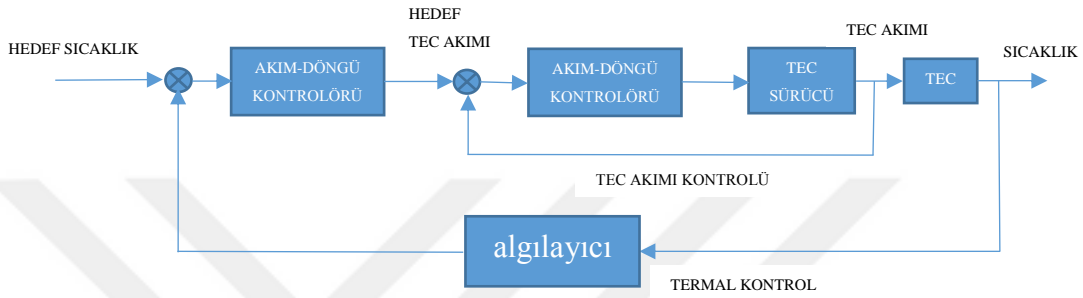 HEDEF SICAKLIK
AKIM-DÖNGÜ
KONTROLÖRÜ
HEDEF
TEC AKIMI
AKIM-DÖNGÜ
KONTROLÖRÜ
TEC
SÜRÜCÜ
TEC AKIMI
TEC
SICAKLIK
TEC AKIMI KONTROLÜ
algılayıcı
TERMAL KONTROL